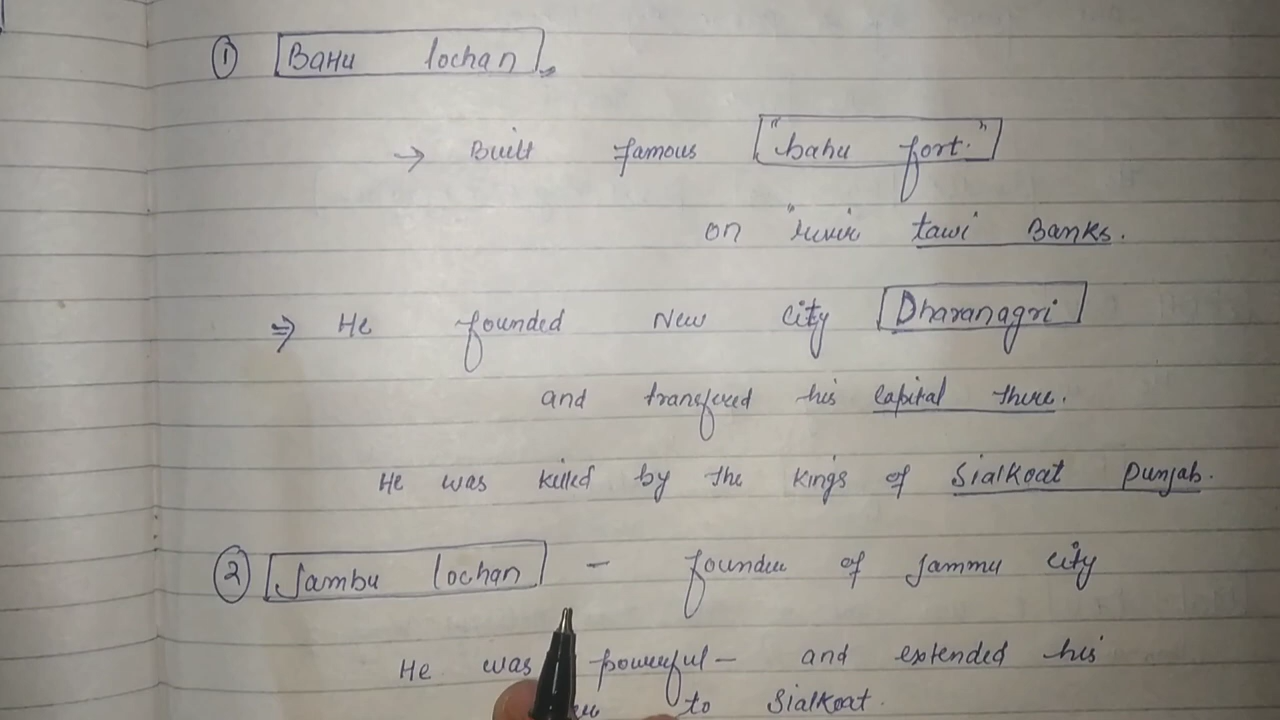 ① Bahu lochan.
→ Built famous "bahu fort."
on "river tawi Banks.
⇒ He founded New city Dharanagri
and transfered his capital there.
He was killed by the kings of Sialkoat punjab.
② Jambu lochan – founder of Jammu city
He was powerful – and extended his
to Sialkoat.